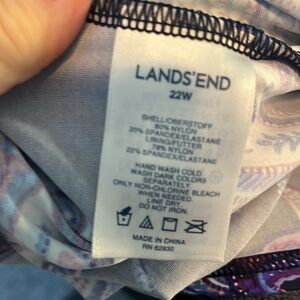 LANDS'END
22W
SHELL/OBERSTOFF
80% NYLON
20% SPANDEX/ELASTANE
LINING/FUTTER
78% NYLON
22% SPANDEX/ELASTANE
HAND WASH COLD
WASH DARK COLORS
SEPARATELY.
ONLY NON-CHLORINE BLEACH
WHEN NEEDED.
LINE DRY.
DO NOT IRON.
MADE IN CHINA
RN 62830